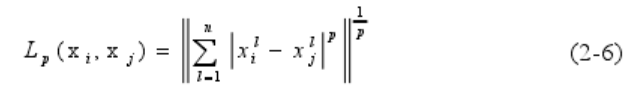 L_p(x_i, x_j) = ‖∑_{l=1}^{n} |x_i^l − x_j^l|^p‖^{1/p} (2-6)